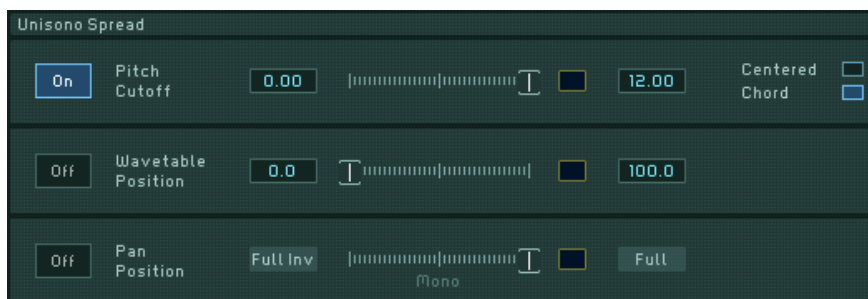 Unisono Spread
On
Pitch
Cutoff
0.00
12.00
Centered
Chord
Off
Wavetable
Position
0.0
100.0
Off
Pan
Position
Full Inv
Mono
Full